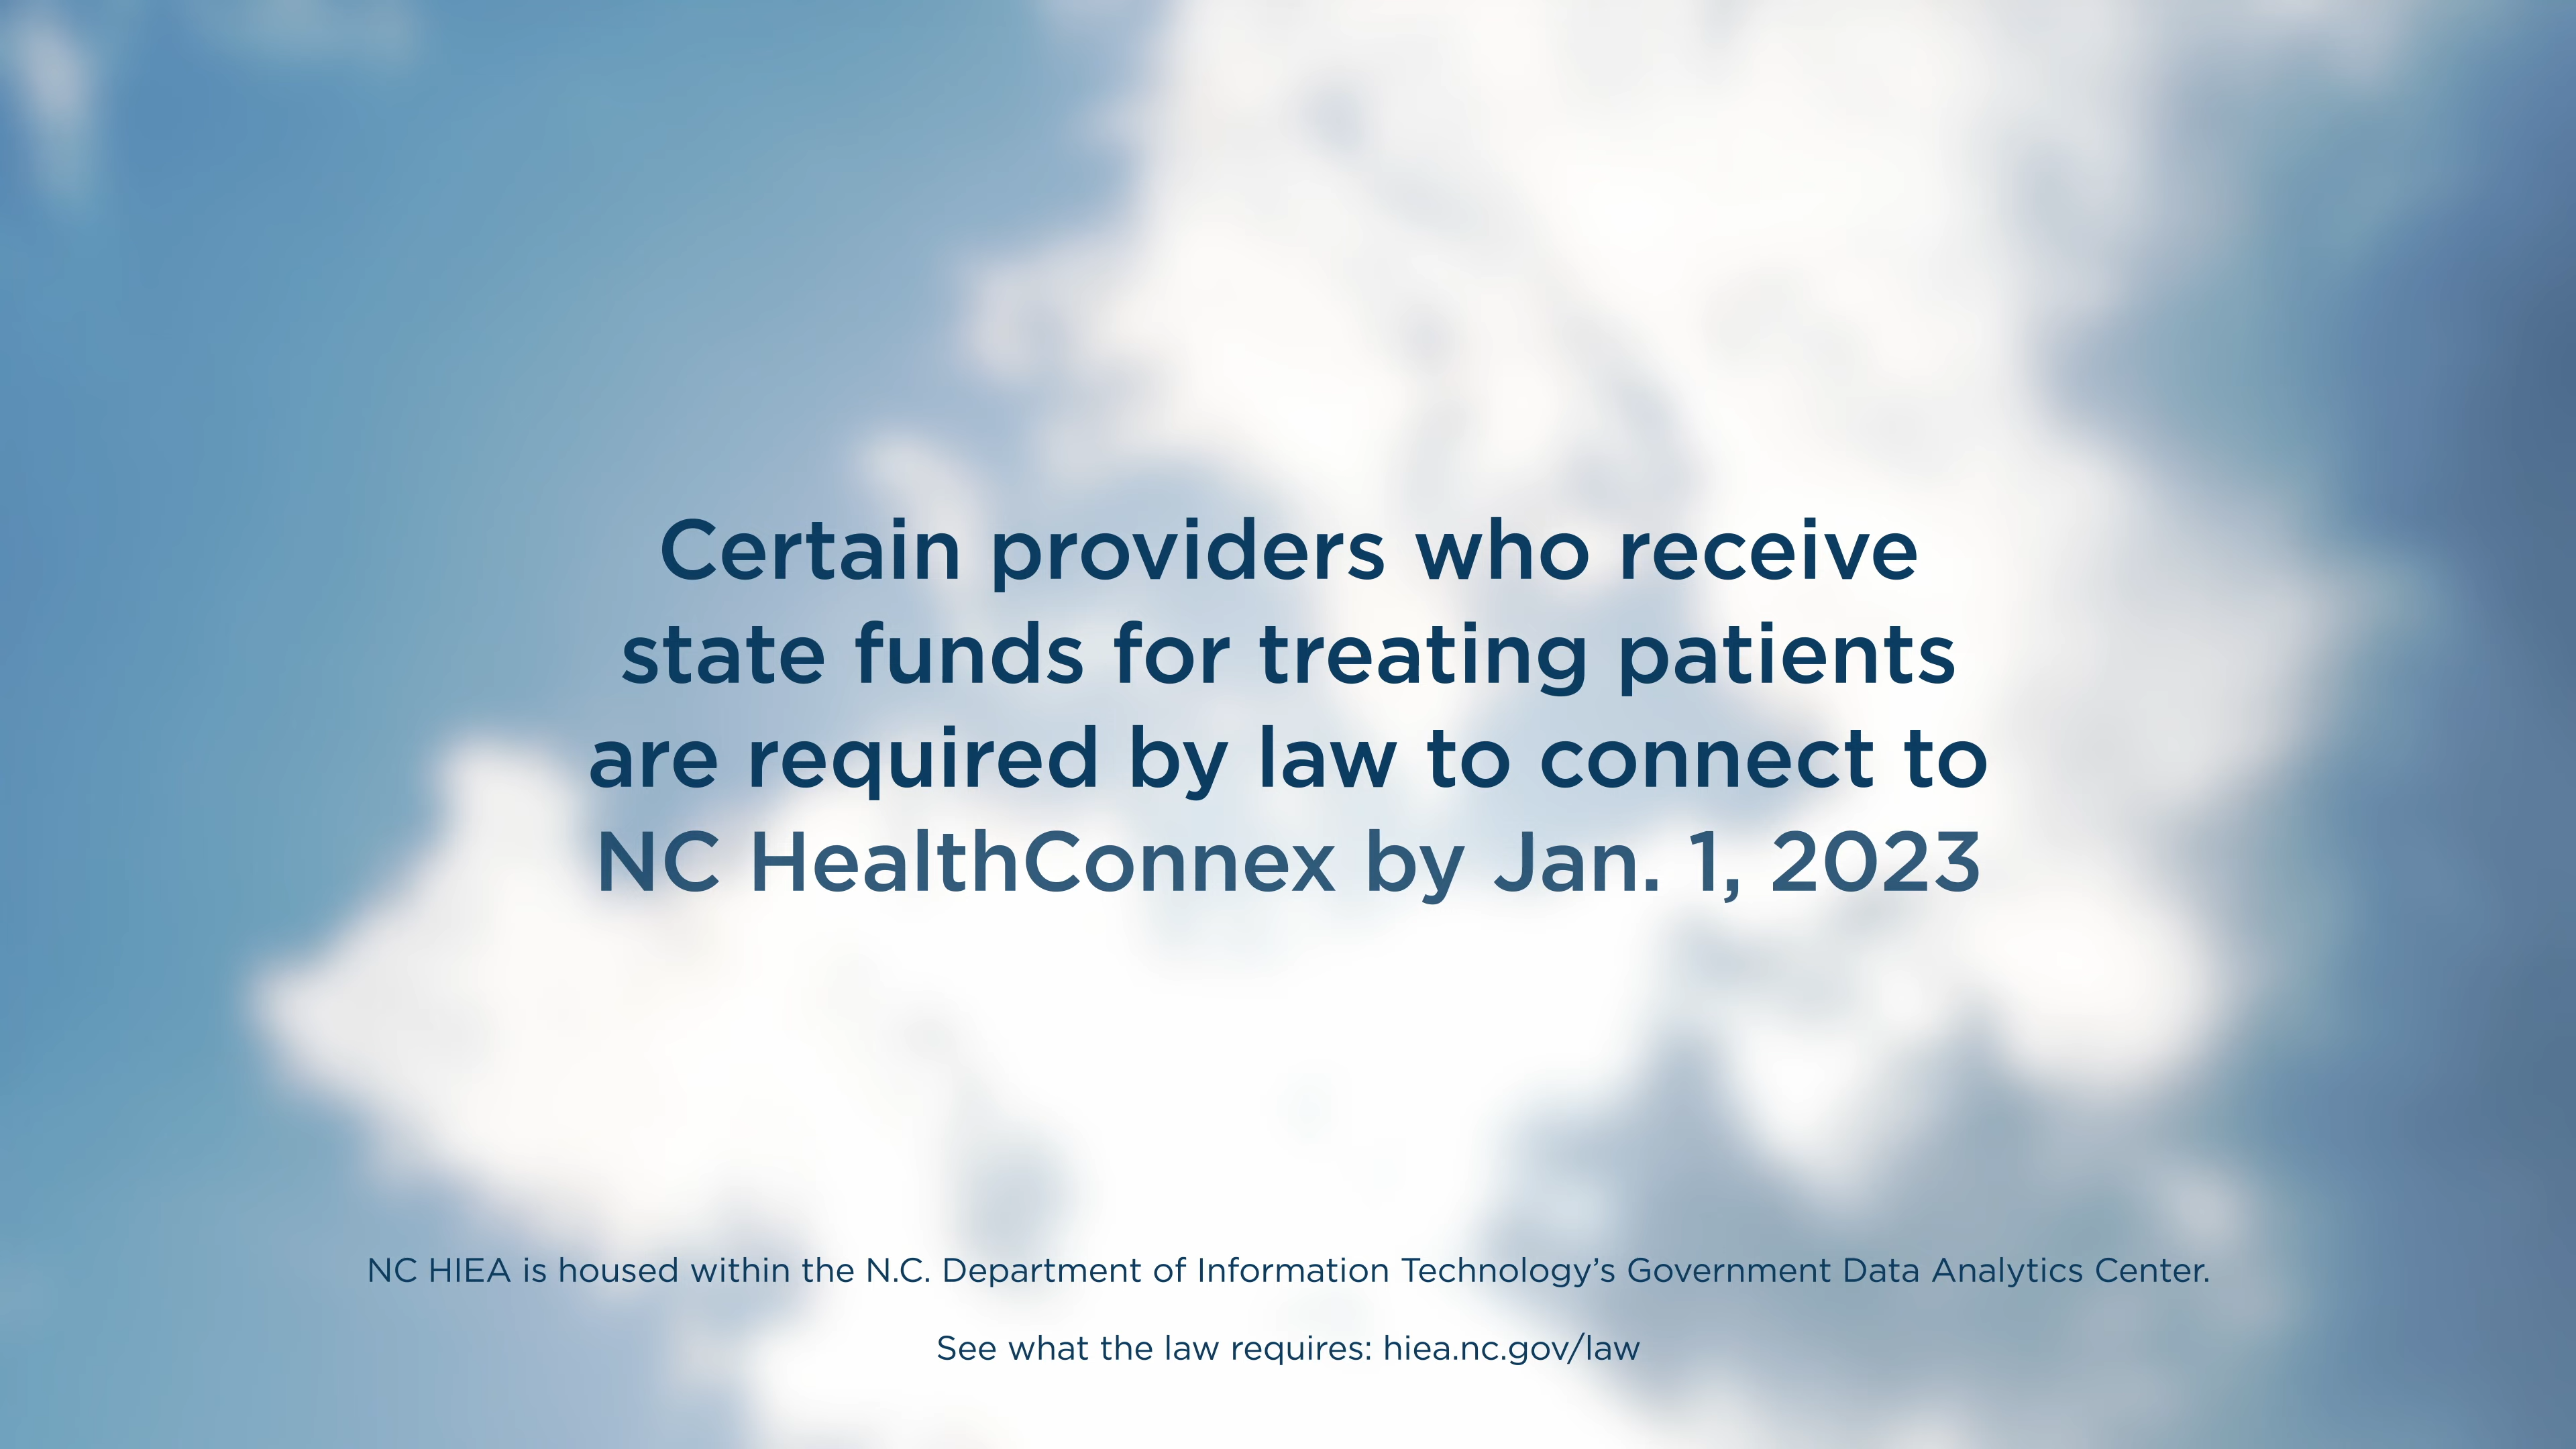 Certain providers who receive
state funds for treating patients
are required by law to connect to
NC HealthConnex by Jan. 1, 2023
NC HIEA is housed within the N.C. Department of Information Technology’s Government Data Analytics Center.
See what the law requires: hiea.nc.gov/law